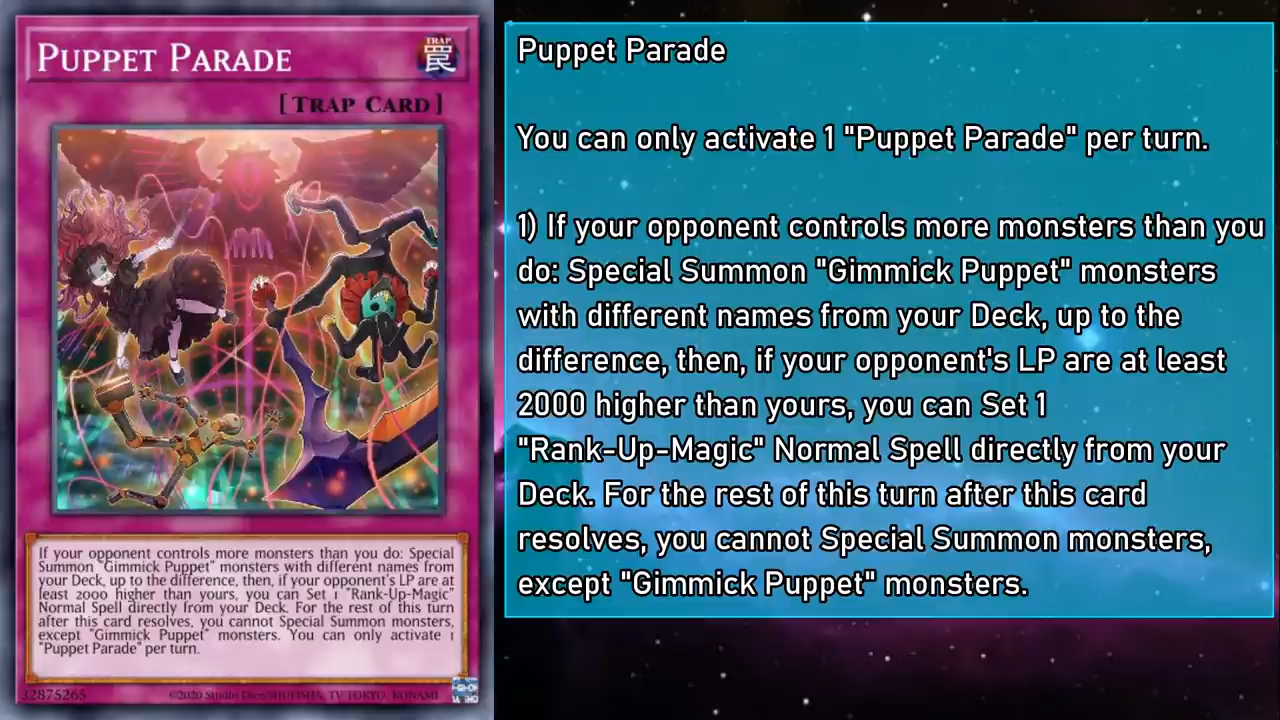 PUPPET PARADE
TRAP
罠
[TRAP CARD]
If your opponent controls more monsters than you do: Special
Summon "Gimmick Puppet" monsters with different names from
your Deck, up to the difference, then, if your opponent's LP are at
least 2000 higher than yours, you can Set 1 "Rank-Up-Magic"
Normal Spell directly from your Deck. For the rest of this turn
after this card resolves, you cannot Special Summon monsters,
except "Gimmick Puppet" monsters. You can only activate 1
"Puppet Parade" per turn.
32875265
©2020 Studio Dice/SHUEISHA, TV TOKYO, KONAMI
Puppet Parade
You can only activate 1 "Puppet Parade" per turn.
1) If your opponent controls more monsters than you
do: Special Summon "Gimmick Puppet" monsters
with different names from your Deck, up to the
difference, then, if your opponent's LP are at least
2000 higher than yours, you can Set 1
"Rank-Up-Magic" Normal Spell directly from your
Deck. For the rest of this turn after this card
resolves, you cannot Special Summon monsters,
except "Gimmick Puppet" monsters.